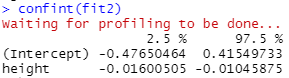 > confint(fit2)
Waiting for profiling to be done...
2.5 % 97.5 %
(Intercept) -0.47650464 0.41549733
height -0.01600505 -0.01045875